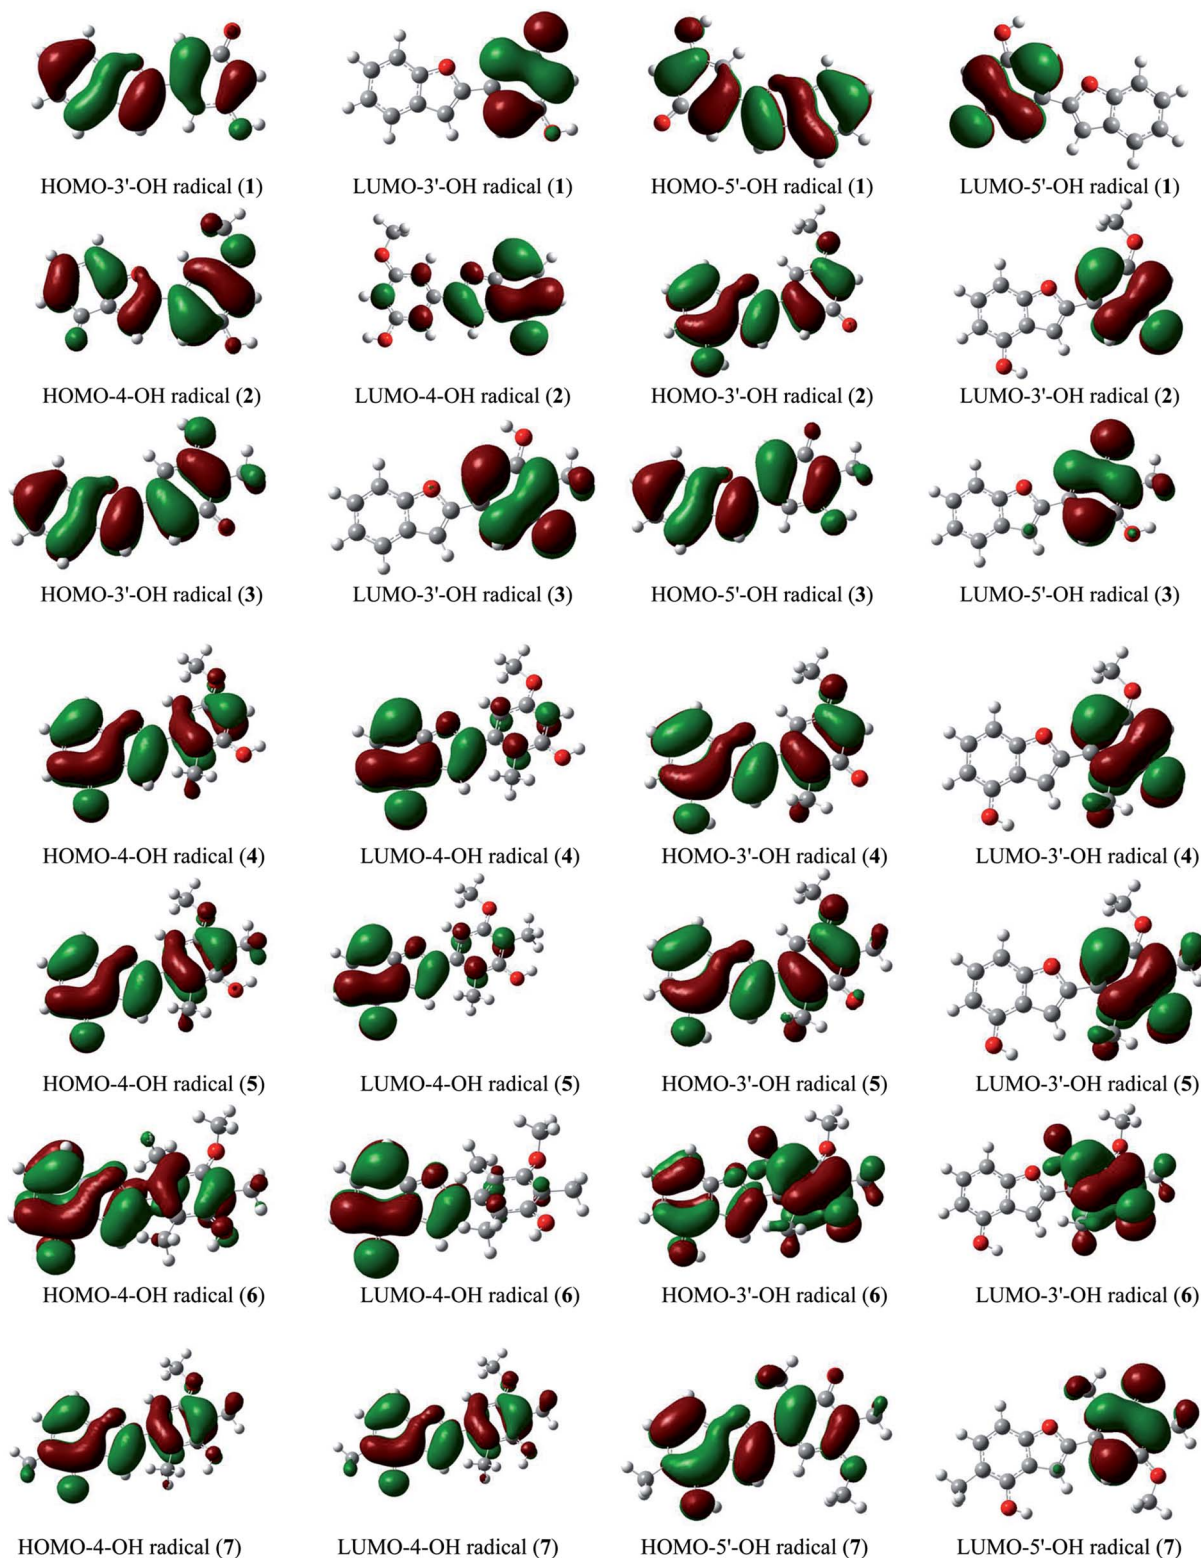 HOMO-3'-OH radical (1) LUMO-3'-OH radical (1) HOMO-5'-OH radical (1) LUMO-5'-OH radical (1)
HOMO-4-OH radical (2) LUMO-4-OH radical (2) HOMO-3'-OH radical (2) LUMO-3'-OH radical (2)
HOMO-3'-OH radical (3) LUMO-3'-OH radical (3) HOMO-5'-OH radical (3) LUMO-5'-OH radical (3)
HOMO-4-OH radical (4) LUMO-4-OH radical (4) HOMO-3'-OH radical (4) LUMO-3'-OH radical (4)
HOMO-4-OH radical (5) LUMO-4-OH radical (5) HOMO-3'-OH radical (5) LUMO-3'-OH radical (5)
HOMO-4-OH radical (6) LUMO-4-OH radical (6) HOMO-3'-OH radical (6) LUMO-3'-OH radical (6)
HOMO-4-OH radical (7) LUMO-4-OH radical (7) HOMO-5'-OH radical (7) LUMO-5'-OH radical (7)